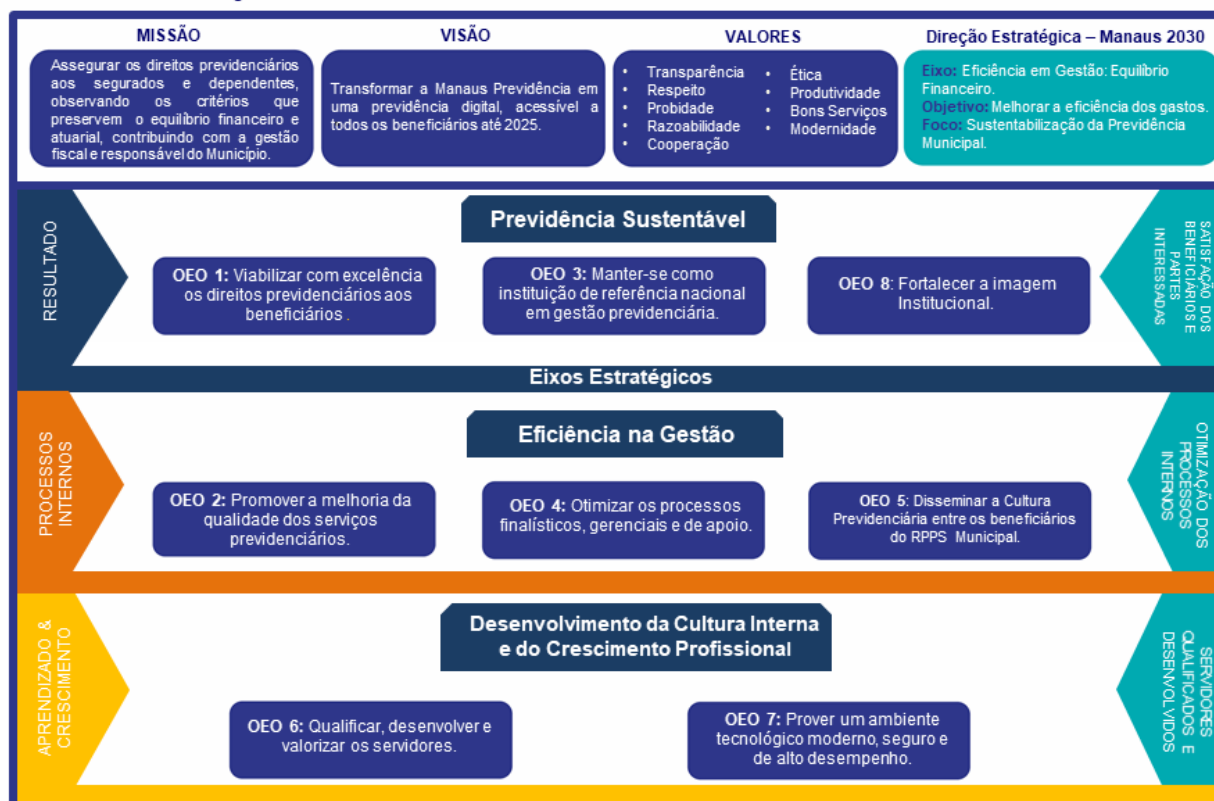 MISSÃO
Assegurar os direitos previdenciários
aos segurados e dependentes,
observando os critérios que
preservem o equilíbrio financeiro e
atuarial, contribuindo com a gestão
fiscal e responsável do Município.
VISÃO
Transformar a Manaus Previdência em
uma previdência digital, acessível a
todos os beneficiários até 2025.
VALORES
• Transparência
• Respeito
• Probidade
• Razoabilidade
• Cooperação
• Ética
• Produtividade
• Bons Serviços
• Modernidade
Direção Estratégica – Manaus 2030
Eixo: Eficiência em Gestão: Equilíbrio
Financeiro.
Objetivo: Melhorar a eficiência dos gastos.
Foco: Sustentabilização da Previdência
Municipal.
RESULTADO
Previdência Sustentável
OEO 1: Viabilizar com excelência
os direitos previdenciários aos
beneficiários .
OEO 3: Manter-se como
instituição de referência nacional
em gestão previdenciária.
OEO 8: Fortalecer a imagem
Institucional.
SATISFAÇÃO DOS
BENEFICIÁRIOS E
PARTES
INTERESSADAS
Eixos Estratégicos
PROCESSOS
INTERNOS
Eficiência na Gestão
OEO 2: Promover a melhoria da
qualidade dos serviços
previdenciários.
OEO 4: Otimizar os processos
finalísticos, gerenciais e de apoio.
OEO 5: Disseminar a Cultura
Previdenciária entre os beneficiários
do RPPS Municipal.
OTIMIZAÇÃO DOS
PROCESSOS
INTERNOS
APRENDIZADO &
CRESCIMENTO
Desenvolvimento da Cultura Interna
e do Crescimento Profissional
OEO 6: Qualificar, desenvolver e
valorizar os servidores.
OEO 7: Prover um ambiente
tecnológico moderno, seguro e
de alto desempenho.
SERVIDORES
QUALIFICADOS E
DESENVOLVIDOS